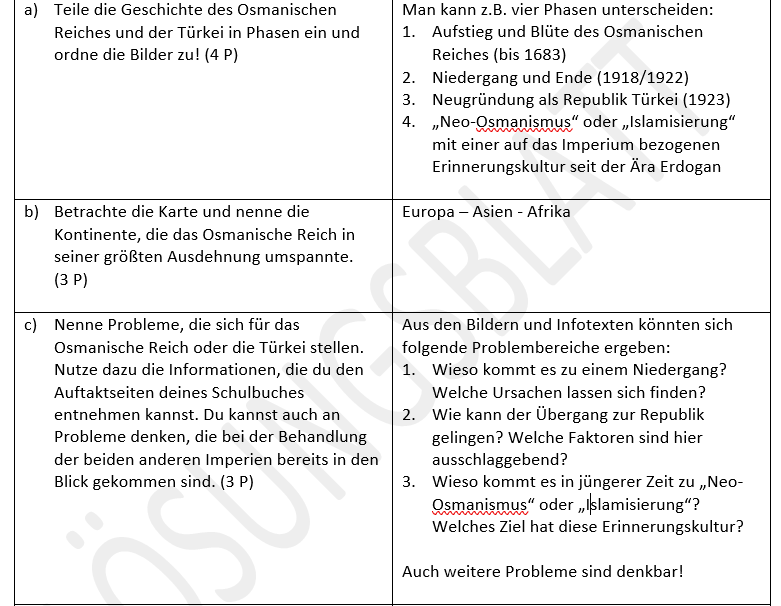 a) Teile die Geschichte des Osmanischen
Reiches und der Türkei in Phasen ein und
ordne die Bilder zu! (4 P)
Man kann z.B. vier Phasen unterscheiden:
1. Aufstieg und Blüte des Osmanischen
Reiches (bis 1683)
2. Niedergang und Ende (1918/1922)
3. Neugründung als Republik Türkei (1923)
4. „Neo-Osmanismus“ oder „Islamisierung“
mit einer auf das Imperium bezogenen
Erinnerungskultur seit der Ära Erdogan
b) Betrachte die Karte und nenne die
Kontinente, die das Osmanische Reich in
seiner größten Ausdehnung umspannte.
(3 P)
Europa – Asien - Afrika
c) Nenne Probleme, die sich für das
Osmanische Reich oder die Türkei stellen.
Nutze dazu die Informationen, die du den
Auftaktseiten deines Schulbuches
entnehmen kannst. Du kannst auch an
Probleme denken, die bei der Behandlung
der beiden anderen Imperien bereits in den
Blick gekommen sind. (3 P)
Aus den Bildern und Infotexten könnten sich
folgende Problembereiche ergeben:
1. Wieso kommt es zu einem Niedergang?
Welche Ursachen lassen sich finden?
2. Wie kann der Übergang zur Republik
gelingen? Welche Faktoren sind hier
ausschlaggebend?
3. Wieso kommt es in jüngerer Zeit zu „Neo-
Osmanismus“ oder „Islamisierung“?
Welches Ziel hat diese Erinnerungskultur?
Auch weitere Probleme sind denkbar!
ÖSUNGSBLATT